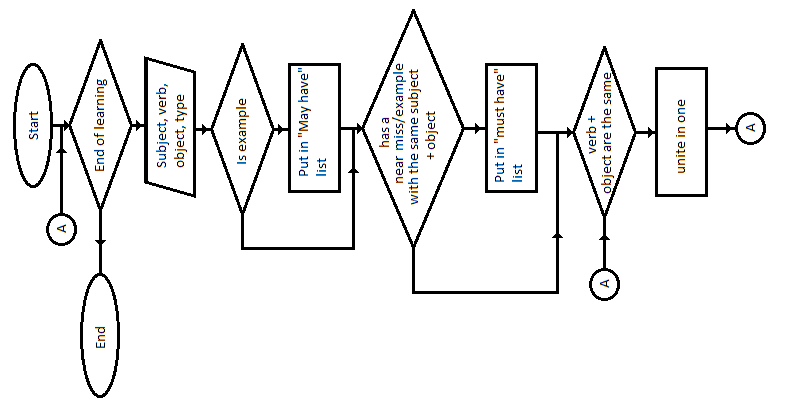 Start
A
End of learning
End
Subject, verb,
object, type
Is example
Put in "May have"
list
has a
near miss/example
with the same subject
+ object
Put in "must have"
list
verb +
object are the same
A
unite in one
A